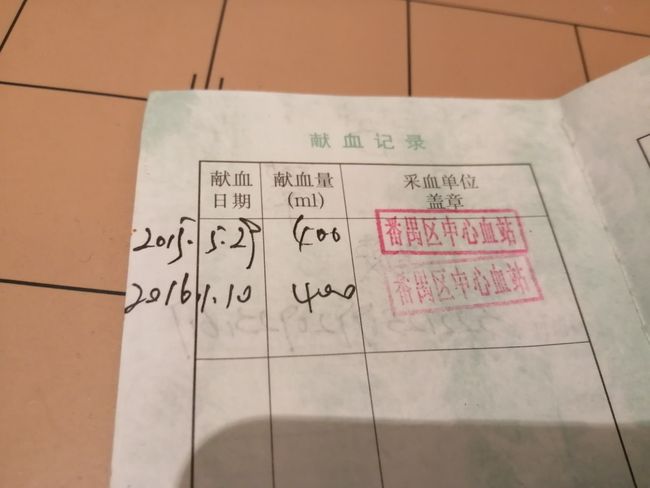 献血记录
献血日期 献血量(ml) 采血单位盖章
2015.5.29 400 番禺区中心血站
2016.1.10 400 番禺区中心血站